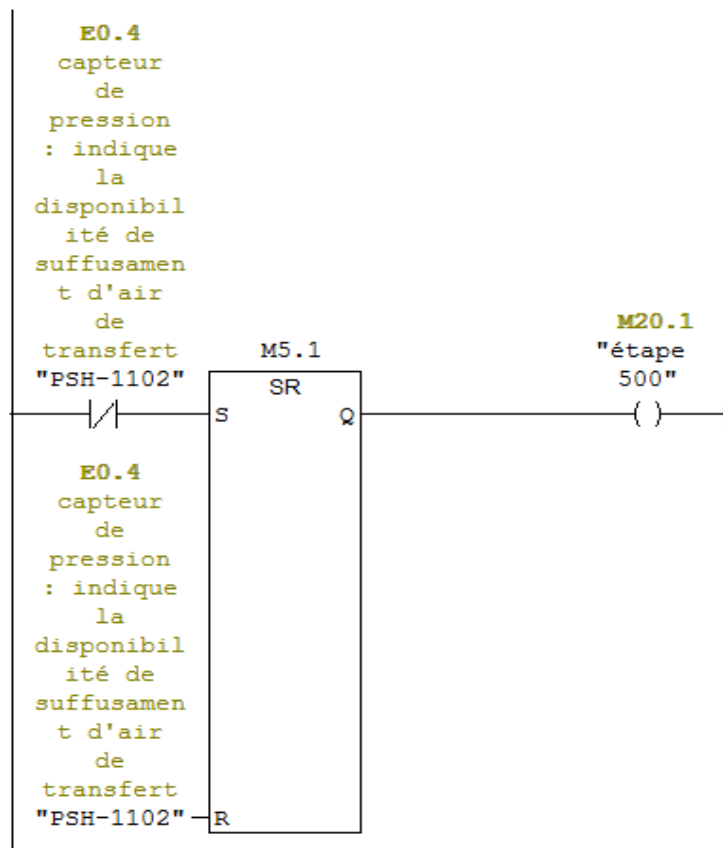 E0.4
capteur
de
pression
: indique
la
disponibil
ité de
suffusamen
t d'air
de
transfert
"PSH-1102"
M5.1
SR
S
Q
M20.1
"étape
500"
E0.4
capteur
de
pression
: indique
la
disponibil
ité de
suffusamen
t d'air
de
transfert
"PSH-1102"
R